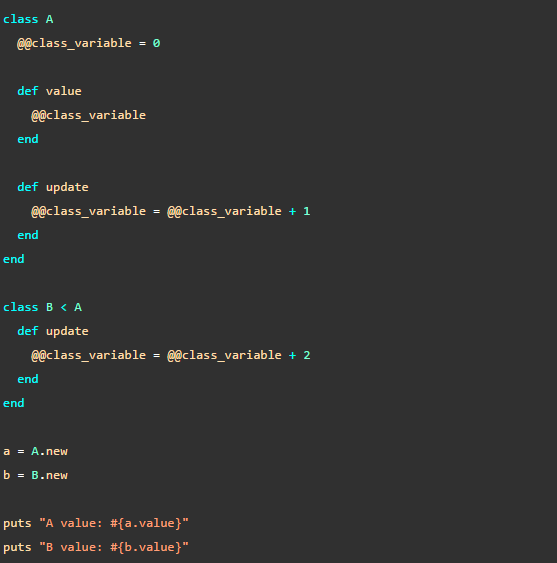 class A
  @@class_variable = 0

  def value
    @@class_variable
  end

  def update
    @@class_variable = @@class_variable + 1
  end
end

class B < A
  def update
    @@class_variable = @@class_variable + 2
  end
end

a = A.new
b = B.new

puts "A value: #{a.value}"
puts "B value: #{b.value}"